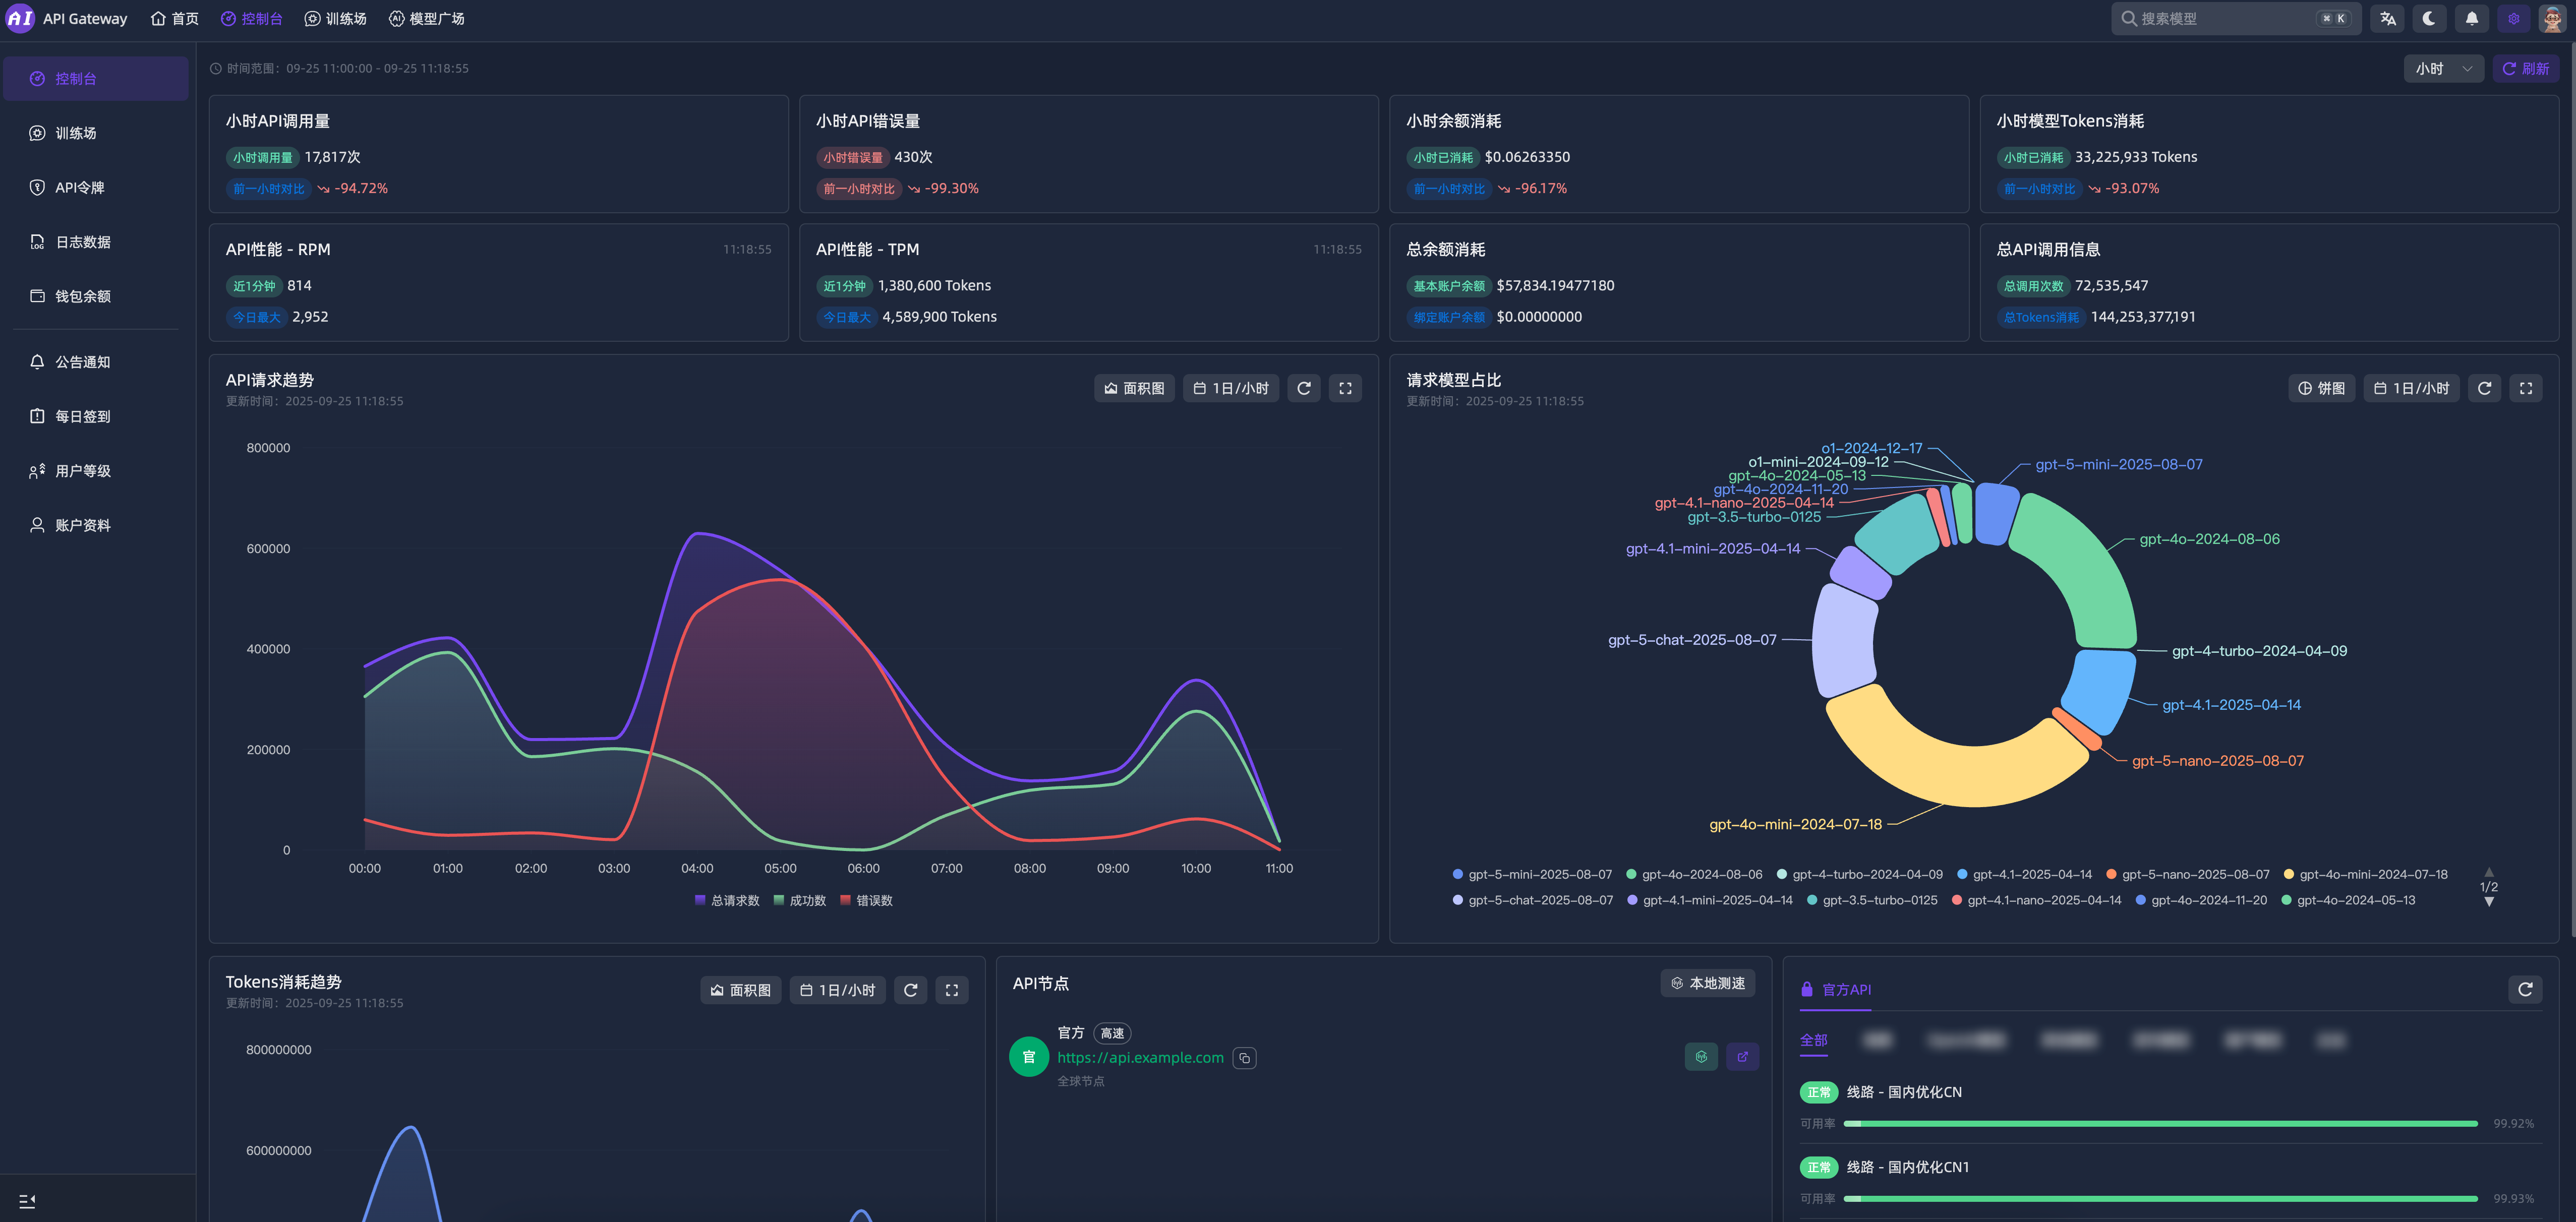 AI API Gateway 首页 控制台 训练场 模型广场 搜索模型 ⌘ K
控制台
训练场
API令牌
日志数据
钱包余额
公告通知
每日签到
用户等级
账户资料
时间范围：09-25 11:00:00 - 09-25 11:18:55 小时 刷新
小时API调用量
小时调用量 17,817次
前一小时对比 -94.72%
小时API错误量
小时错误量 430次
前一小时对比 -99.30%
小时余额消耗
小时已消耗 $0.06263350
前一小时对比 -96.17%
小时模型Tokens消耗
小时已消耗 33,225,933 Tokens
前一小时对比 -93.07%
API性能 - RPM 11:18:55
近1分钟 814
今日最大 2,952
API性能 - TPM 11:18:55
近1分钟 1,380,600 Tokens
今日最大 4,589,900 Tokens
总余额消耗
基本账户余额 $57,834.19477180
绑定账户余额 $0.00000000
总API调用信息
总调用次数 72,535,547
总Tokens消耗 144,253,377,191
API请求趋势 面积图 1日/小时
更新时间：2025-09-25 11:18:55
800000
600000
400000
200000
0
00:00 01:00 02:00 03:00 04:00 05:00 06:00 07:00 08:00 09:00 10:00 11:00
总请求数 成功数 错误数
请求模型占比 饼图 1日/小时
更新时间：2025-09-25 11:18:55
o1-2024-12-17
o1-mini-2024-09-12
gpt-5-mini-2025-08-07
gpt-4o-2024-05-13
gpt-4o-2024-11-20
gpt-4.1-nano-2025-04-14
gpt-3.5-turbo-0125
gpt-4o-2024-08-06
gpt-4.1-mini-2025-04-14
gpt-5-chat-2025-08-07
gpt-4-turbo-2024-04-09
gpt-4.1-2025-04-14
gpt-5-nano-2025-08-07
gpt-4o-mini-2024-07-18
gpt-5-mini-2025-08-07 gpt-4o-2024-08-06 gpt-4-turbo-2024-04-09 gpt-4.1-2025-04-14 gpt-5-nano-2025-08-07 gpt-4o-mini-2024-07-18
gpt-5-chat-2025-08-07 gpt-4.1-mini-2025-04-14 gpt-3.5-turbo-0125 gpt-4.1-nano-2025-04-14 gpt-4o-2024-11-20 gpt-4o-2024-05-13
1/2
Tokens消耗趋势 面积图 1日/小时
更新时间：2025-09-25 11:18:55
800000000
600000000
API节点 本地测速
官 官方 高速
https://api.example.com
全球节点
官方API
全部
正常 线路 - 国内优化CN
可用率 99.92%
正常 线路 - 国内优化CN1
可用率 99.93%